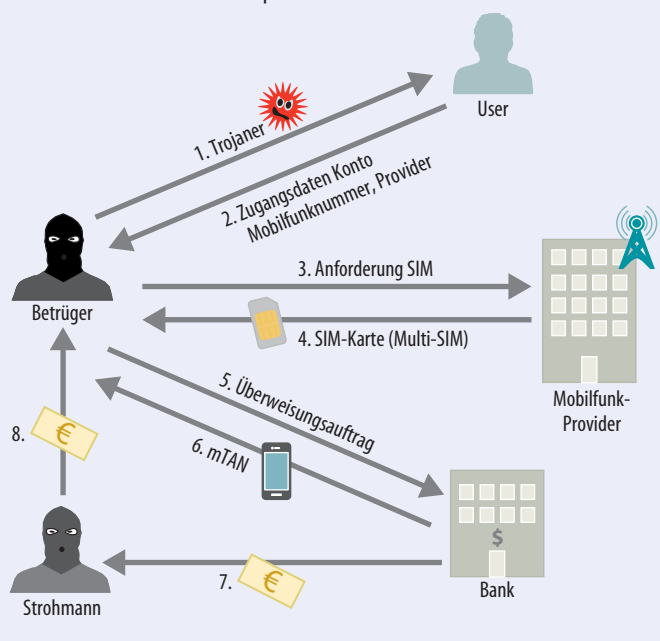 User
1. Trojaner
2. Zugangsdaten Konto
Mobilfunknummer, Provider
3. Anforderung SIM
Betrüger
4. SIM-Karte (Multi-SIM)
Mobilfunk-
Provider
5. Überweisungsauftrag
6. mTAN
8.
€
$
Bank
7.
€
Strohmann